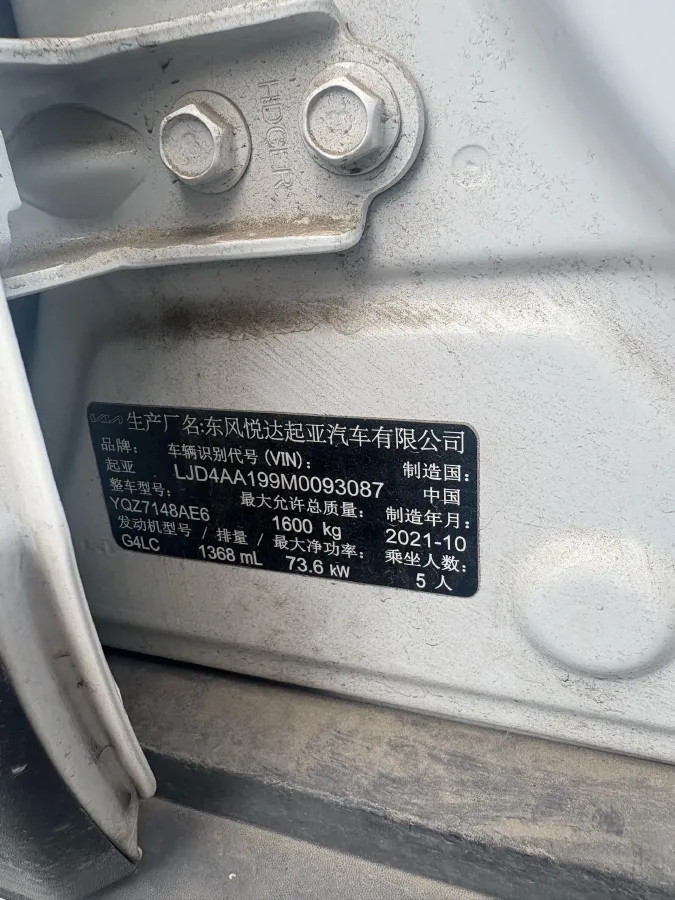 HDCER
KIA 生产厂名:东风悦达起亚汽车有限公司
品牌: 车辆识别代号(VIN): 制造国:
起亚 LJD4AA199M0093087 中国
整车型号: 最大允许总质量: 制造年月:
YQZ7148AE6 1600 kg 2021-10
发动机型号 / 排量 / 最大净功率: 乘坐人数:
G4LC 1368 mL 73.6 kW 5 人